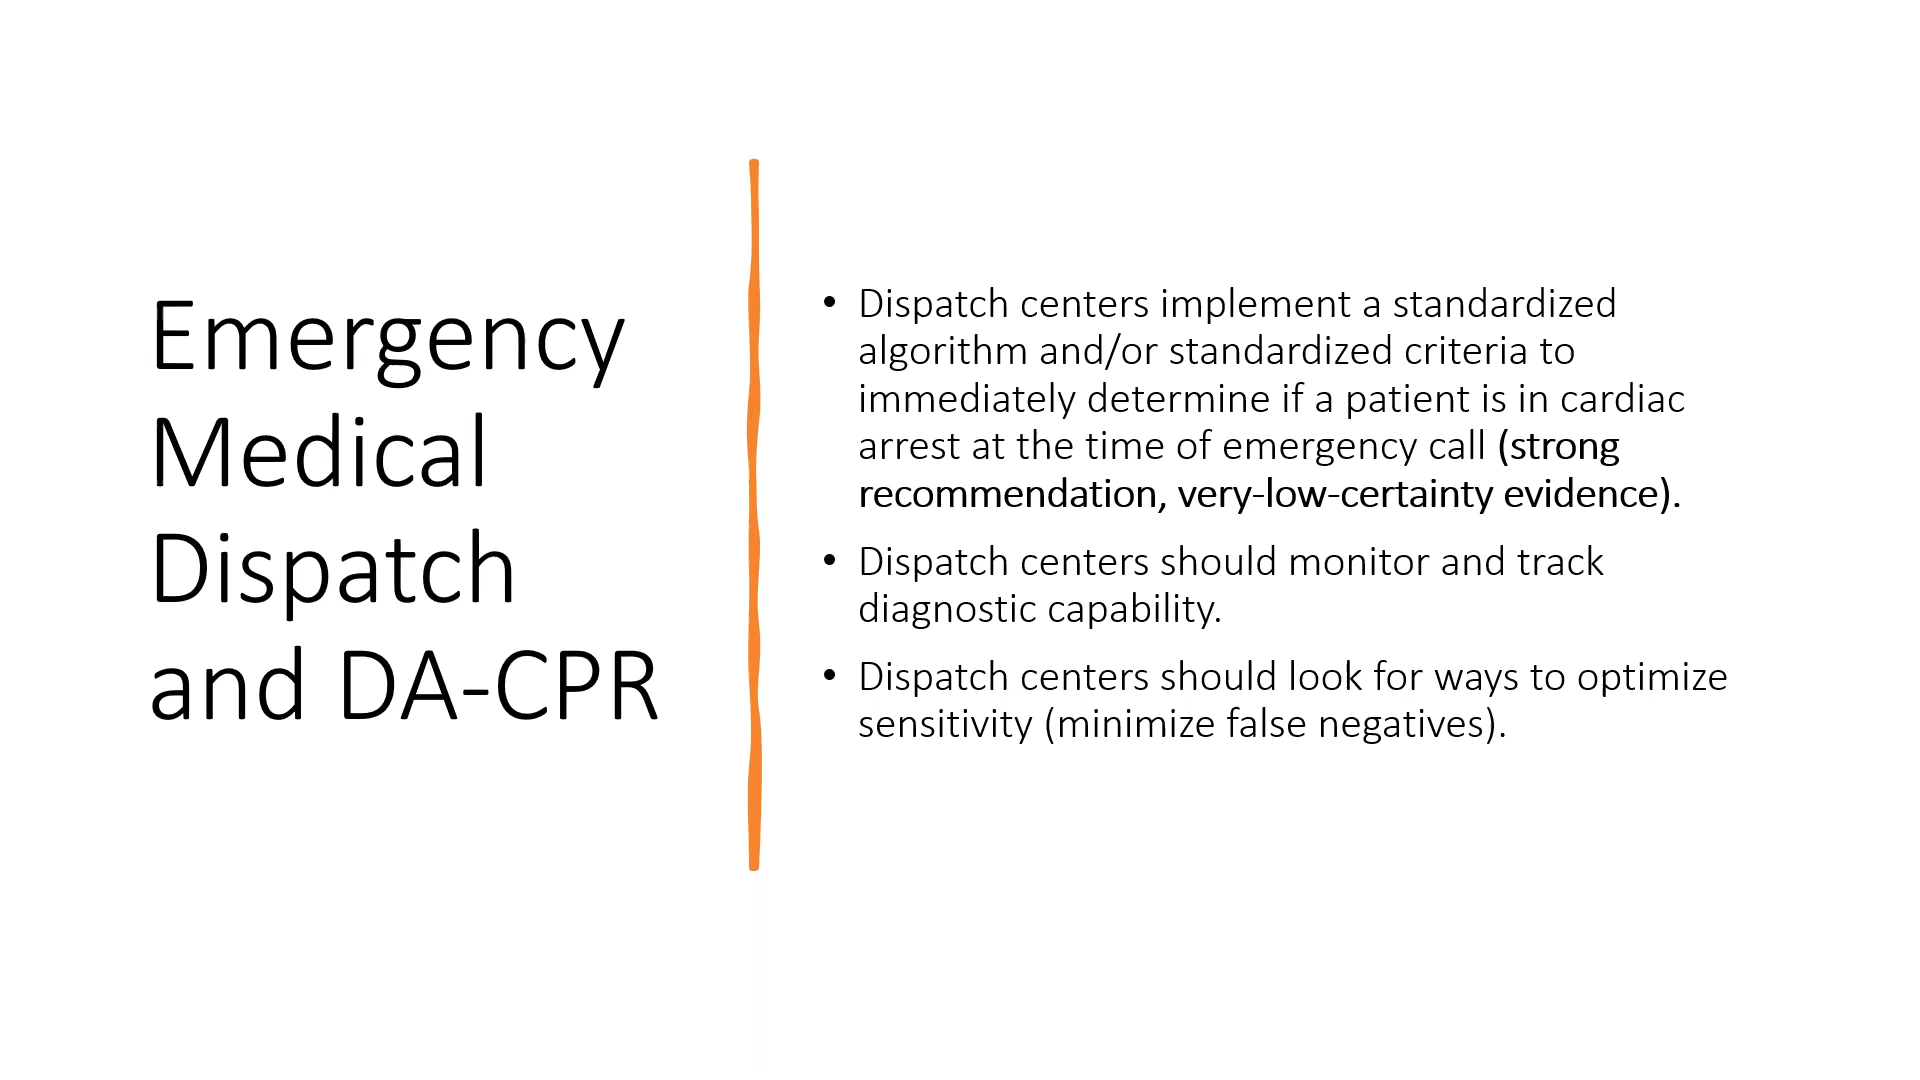 Emergency
Medical
Dispatch
and DA-CPR
• Dispatch centers implement a standardized
algorithm and/or standardized criteria to
immediately determine if a patient is in cardiac
arrest at the time of emergency call (strong
recommendation, very-low-certainty evidence).
• Dispatch centers should monitor and track
diagnostic capability.
• Dispatch centers should look for ways to optimize
sensitivity (minimize false negatives).